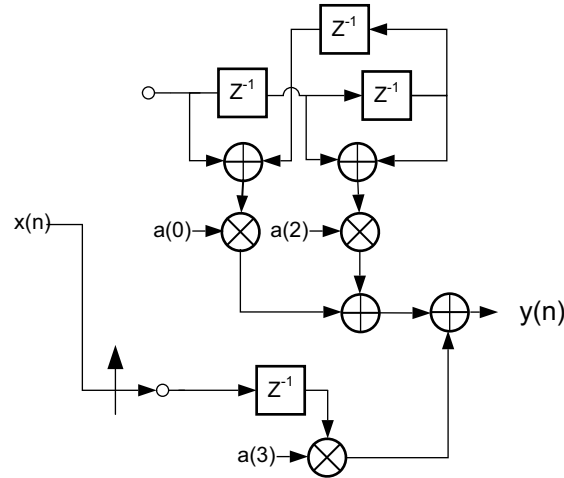 Z⁻¹
Z⁻¹
Z⁻¹
x(n)
a(0)
a(2)
y(n)
Z⁻¹
a(3)